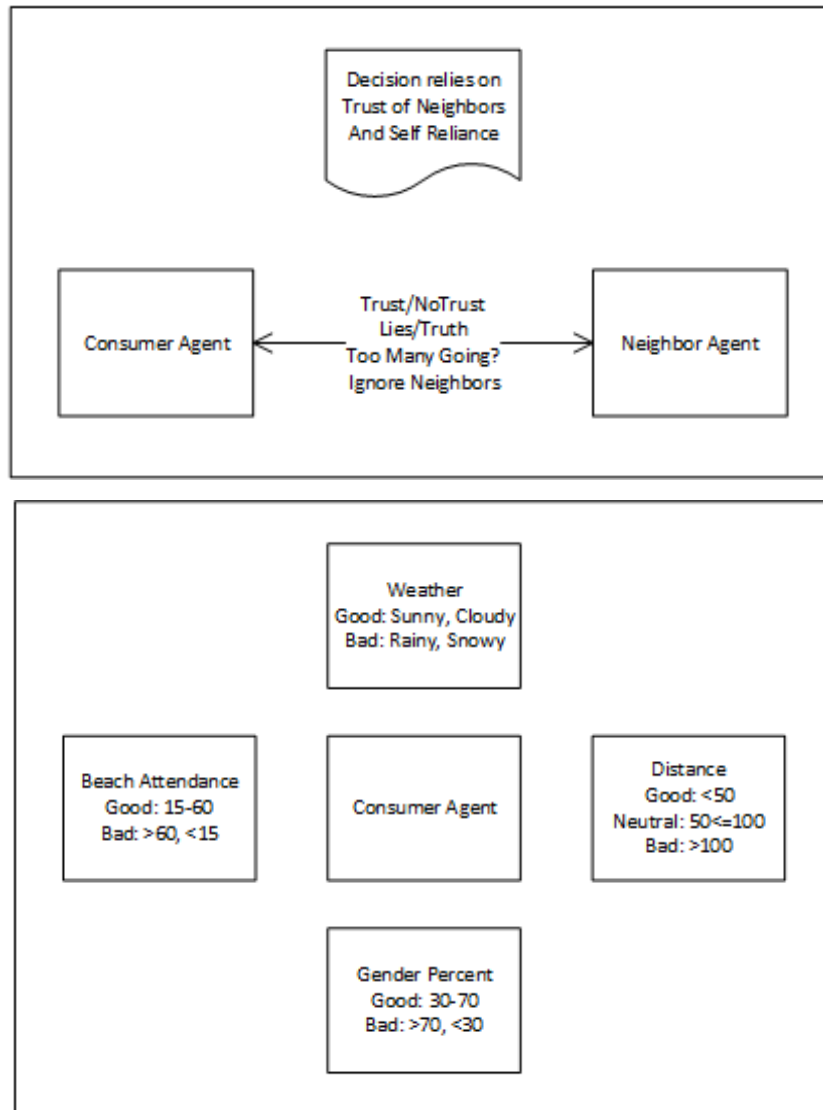 Decision relies on
Trust of Neighbors
And Self Reliance
Consumer Agent
Trust/NoTrust
Lies/Truth
Too Many Going?
Ignore Neighbors
Neighbor Agent
Weather
Good: Sunny, Cloudy
Bad: Rainy, Snowy
Beach Attendance
Good: 15-60
Bad: >60, <15
Consumer Agent
Distance
Good: <50
Neutral: 50<=100
Bad: >100
Gender Percent
Good: 30-70
Bad: >70, <30